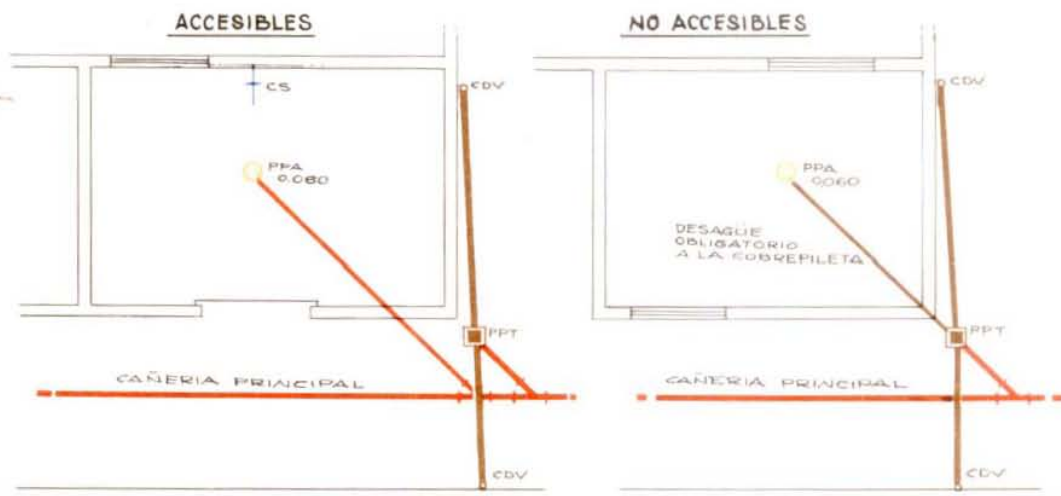 ACCESIBLES
CS
CDV
PPA
0.060
PPT
CAÑERIA PRINCIPAL
CDV
NO ACCESIBLES
CDV
PPA
0,060
DESAGÜE
OBLIGATORIO
A LA SOBREPILETA
PPT
CAÑERIA PRINCIPAL
CDV